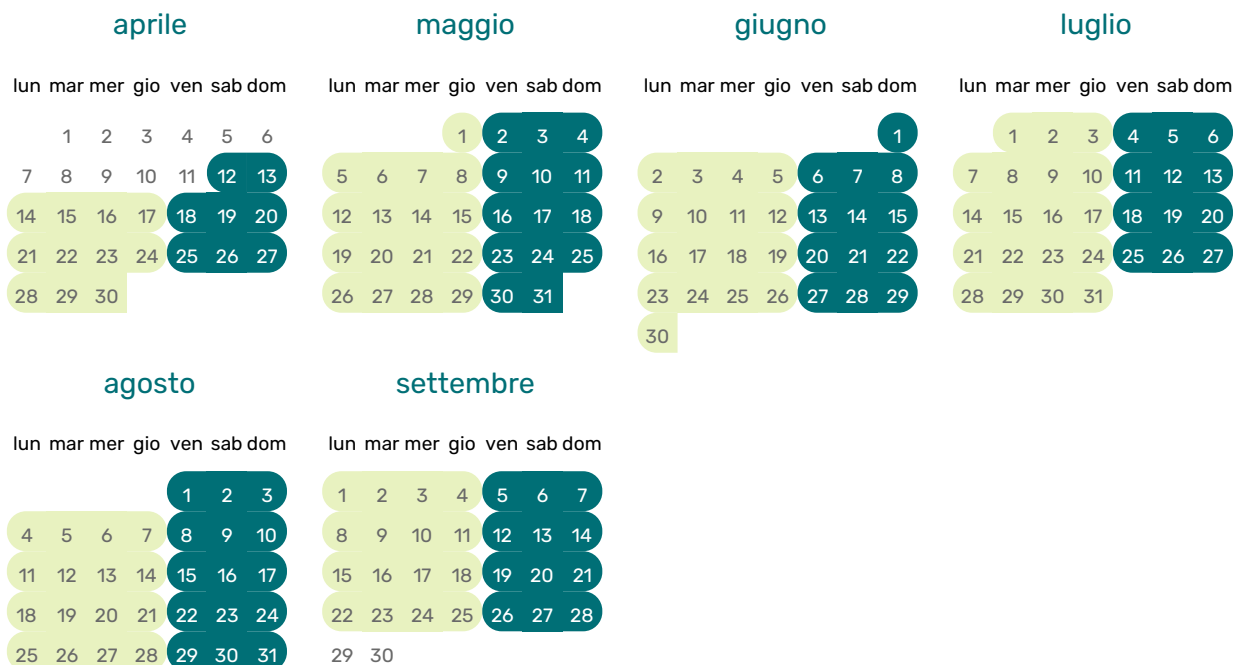 aprile maggio giugno luglio
lun mar mer gio ven sab dom lun mar mer gio ven sab dom lun mar mer gio ven sab dom lun mar mer gio ven sab dom
1 2 3 4 5 6 1 2 3 4 1 1 2 3 4 5 6
7 8 9 10 11 12 13 5 6 7 8 9 10 11 2 3 4 5 6 7 8 7 8 9 10 11 12 13
14 15 16 17 18 19 20 12 13 14 15 16 17 18 9 10 11 12 13 14 15 14 15 16 17 18 19 20
21 22 23 24 25 26 27 19 20 21 22 23 24 25 16 17 18 19 20 21 22 21 22 23 24 25 26 27
28 29 30 26 27 28 29 30 31 23 24 25 26 27 28 29 28 29 30 31
30
agosto settembre
lun mar mer gio ven sab dom lun mar mer gio ven sab dom
1 2 3 1 2 3 4 5 6 7
4 5 6 7 8 9 10 8 9 10 11 12 13 14
11 12 13 14 15 16 17 15 16 17 18 19 20 21
18 19 20 21 22 23 24 22 23 24 25 26 27 28
25 26 27 28 29 30 31 29 30